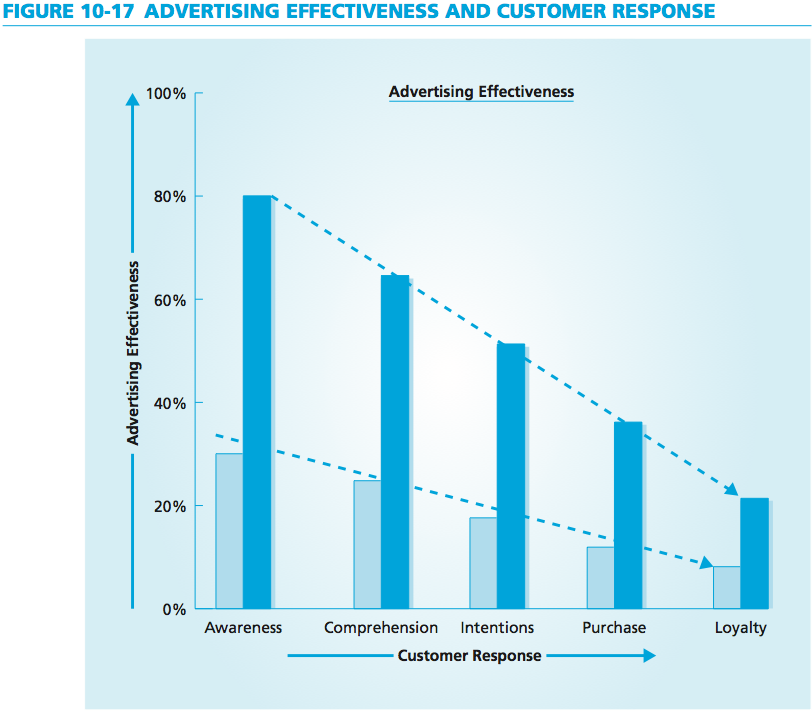 FIGURE 10-17 ADVERTISING EFFECTIVENESS AND CUSTOMER RESPONSE
Advertising Effectiveness
100%
80%
60%
40%
20%
0%
Advertising Effectiveness
Awareness
Comprehension
Intentions
Purchase
Loyalty
Customer Response